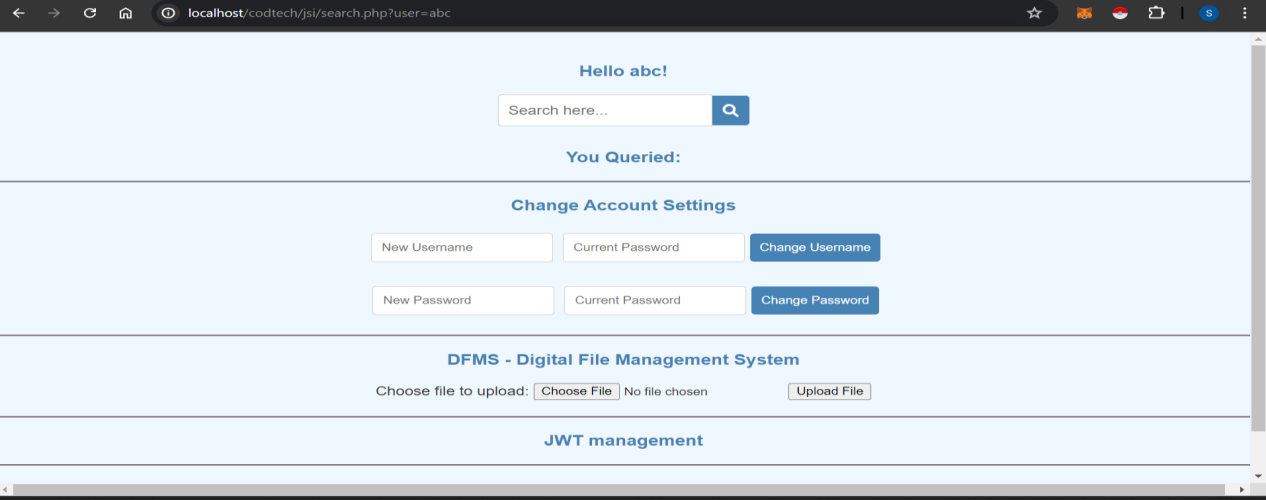 localhost/codtech/jsi/search.php?user=abc
S
Hello abc!
Search here...
You Queried:
Change Account Settings
New Username Current Password Change Username
New Password Current Password Change Password
DFMS - Digital File Management System
Choose file to upload: Choose File No file chosen Upload File
JWT management